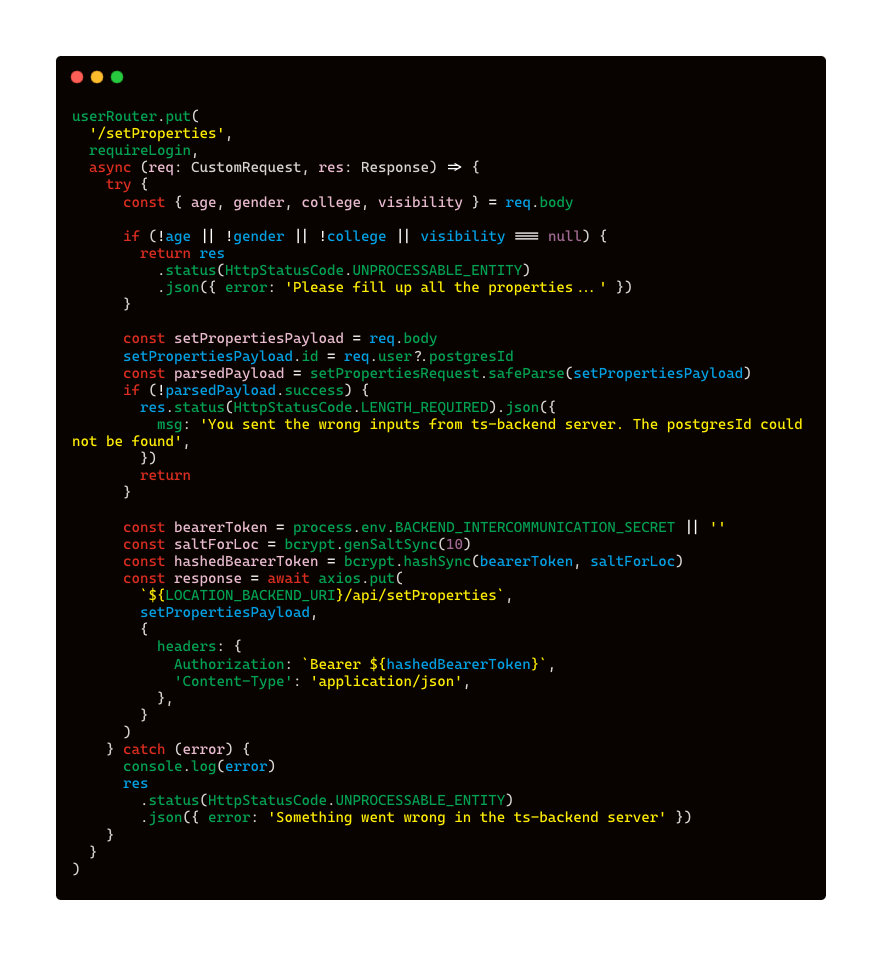 userRouter.put(
  '/setProperties',
  requireLogin,
  async (req: CustomRequest, res: Response) => {
    try {
      const { age, gender, college, visibility } = req.body

      if (!age || !gender || !college || visibility === null) {
        return res
          .status(HttpStatusCode.UNPROCESSABLE_ENTITY)
          .json({ error: 'Please fill up all the properties...' })
      }

      const setPropertiesPayload = req.body
      setPropertiesPayload.id = req.user?.postgresId
      const parsedPayload = setPropertiesRequest.safeParse(setPropertiesPayload)
      if (!parsedPayload.success) {
        res.status(HttpStatusCode.LENGTH_REQUIRED).json({
          msg: 'You sent the wrong inputs from ts-backend server. The postgresId could
not be found',
        })
        return
      }

      const bearerToken = process.env.BACKEND_INTERCOMMUNICATION_SECRET || ''
      const saltForLoc = bcrypt.genSaltSync(10)
      const hashedBearerToken = bcrypt.hashSync(bearerToken, saltForLoc)
      const response = await axios.put(
        `${LOCATION_BACKEND_URI}/api/setProperties`,
        setPropertiesPayload,
        {
          headers: {
            Authorization: `Bearer ${hashedBearerToken}`,
            'Content-Type': 'application/json',
          },
        }
      )
    } catch (error) {
      console.log(error)
      res
        .status(HttpStatusCode.UNPROCESSABLE_ENTITY)
        .json({ error: 'Something went wrong in the ts-backend server' })
    }
  }
)